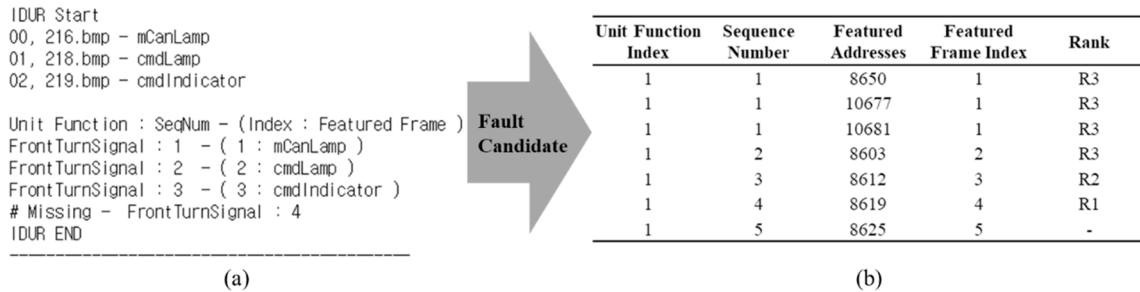 IDUR Start
00, 216.bmp - mCanLamp
01, 218.bmp - cmdLamp
02, 219.bmp - cmdIndicator
Unit Function : SeqNum - (Index : Featured Frame )
FrontTurnSignal : 1 - ( 1 : mCanLamp )
FrontTurnSignal : 2 - ( 2 : cmdLamp )
FrontTurnSignal : 3 - ( 3 : cmdIndicator )
# Missing - FrontTurnSignal : 4
IDUR END
----------------------------------------
(a)
Fault
Candidate
Unit Function Sequence Featured Featured Rank
Index Number Addresses Frame Index
1 1 8650 1 R3
1 1 10677 1 R3
1 1 10681 1 R3
1 2 8603 2 R3
1 3 8612 3 R2
1 4 8619 4 R1
1 5 8625 5 -
(b)